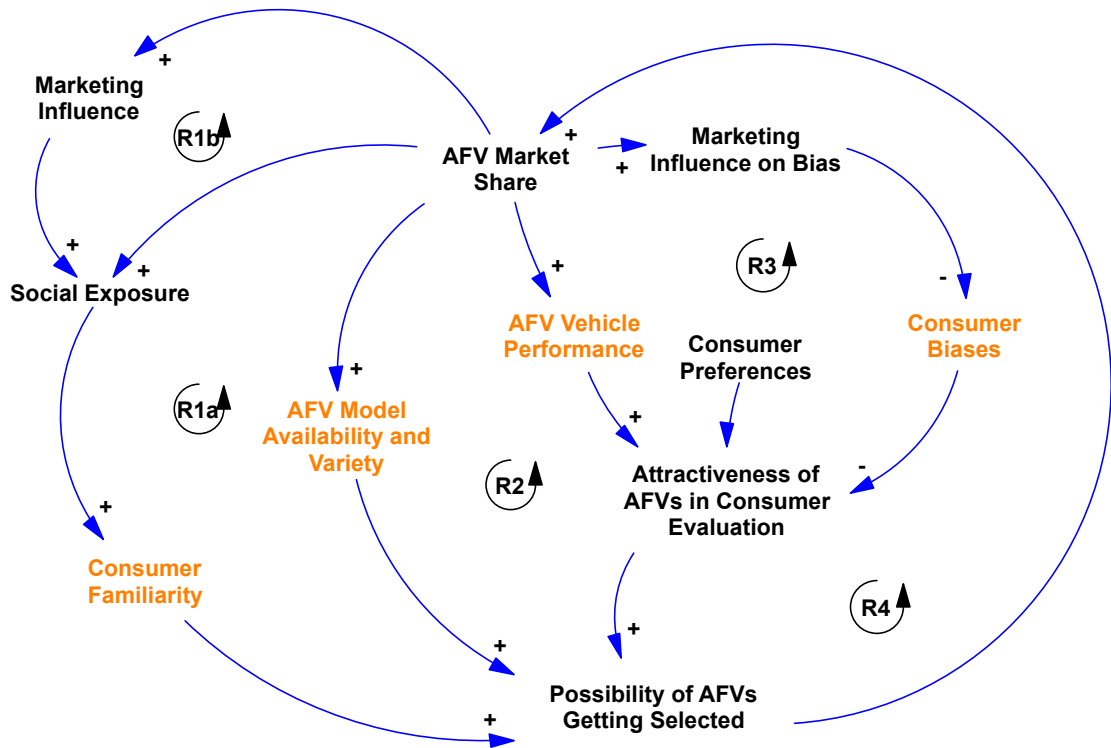 +
Marketing
Influence
R1b
AFV Market
Share
+
+
Marketing
Influence on Bias
+
+
Social Exposure
+
R3
-
AFV Vehicle
Performance
Consumer
Preferences
Consumer
Biases
R1a
+
AFV Model
Availability and
Variety
+
R2
Attractiveness of
AFVs in Consumer
Evaluation
-
+
Consumer
Familiarity
R4
+
+
+
Possibility of AFVs
Getting Selected